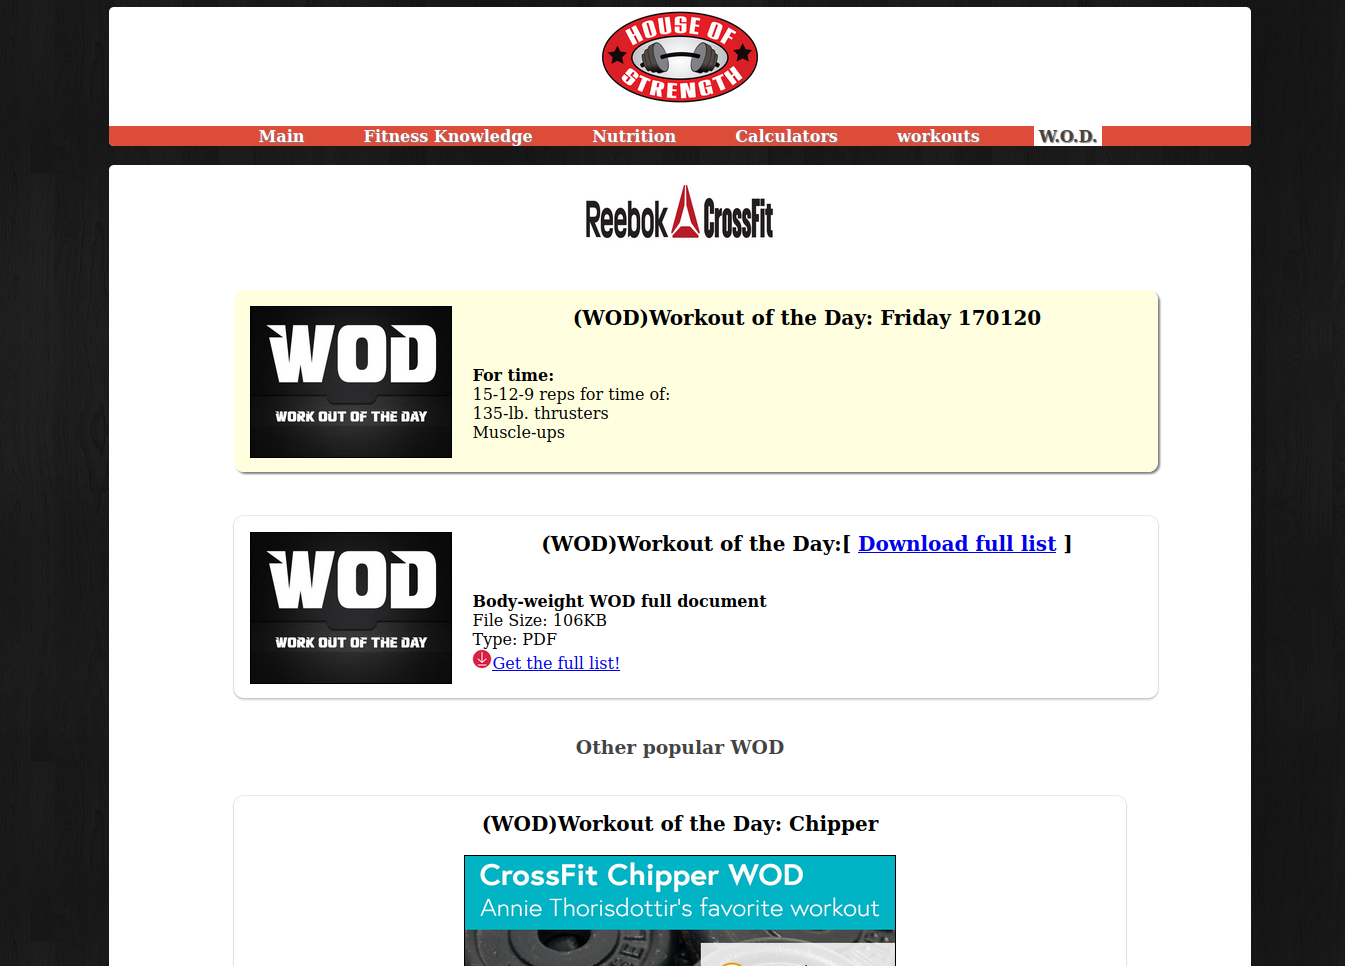 HOUSE OF
STRENGTH
Main Fitness Knowledge Nutrition Calculators workouts W.O.D.
Reebok CrossFit
WOD
WORK OUT OF THE DAY
(WOD)Workout of the Day: Friday 170120
For time:
15-12-9 reps for time of:
135-lb. thrusters
Muscle-ups
WOD
WORK OUT OF THE DAY
(WOD)Workout of the Day:[ Download full list ]
Body-weight WOD full document
File Size: 106KB
Type: PDF
Get the full list!
Other popular WOD
(WOD)Workout of the Day: Chipper
CrossFit Chipper WOD
Annie Thorisdottir's favorite workout